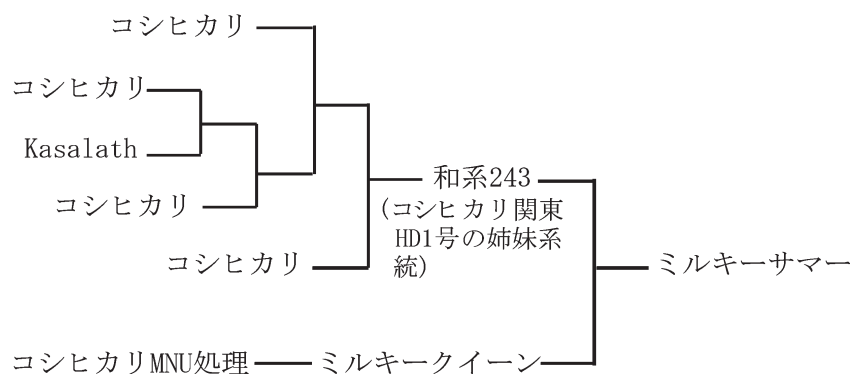 コシヒカリ
コシヒカリ
Kasalath
コシヒカリ
和系243
(コシヒカリ関東
HD1号の姉妹系
統)
コシヒカリ
ミルキーサマー
コシヒカリMNU処理
ミルキークイーン